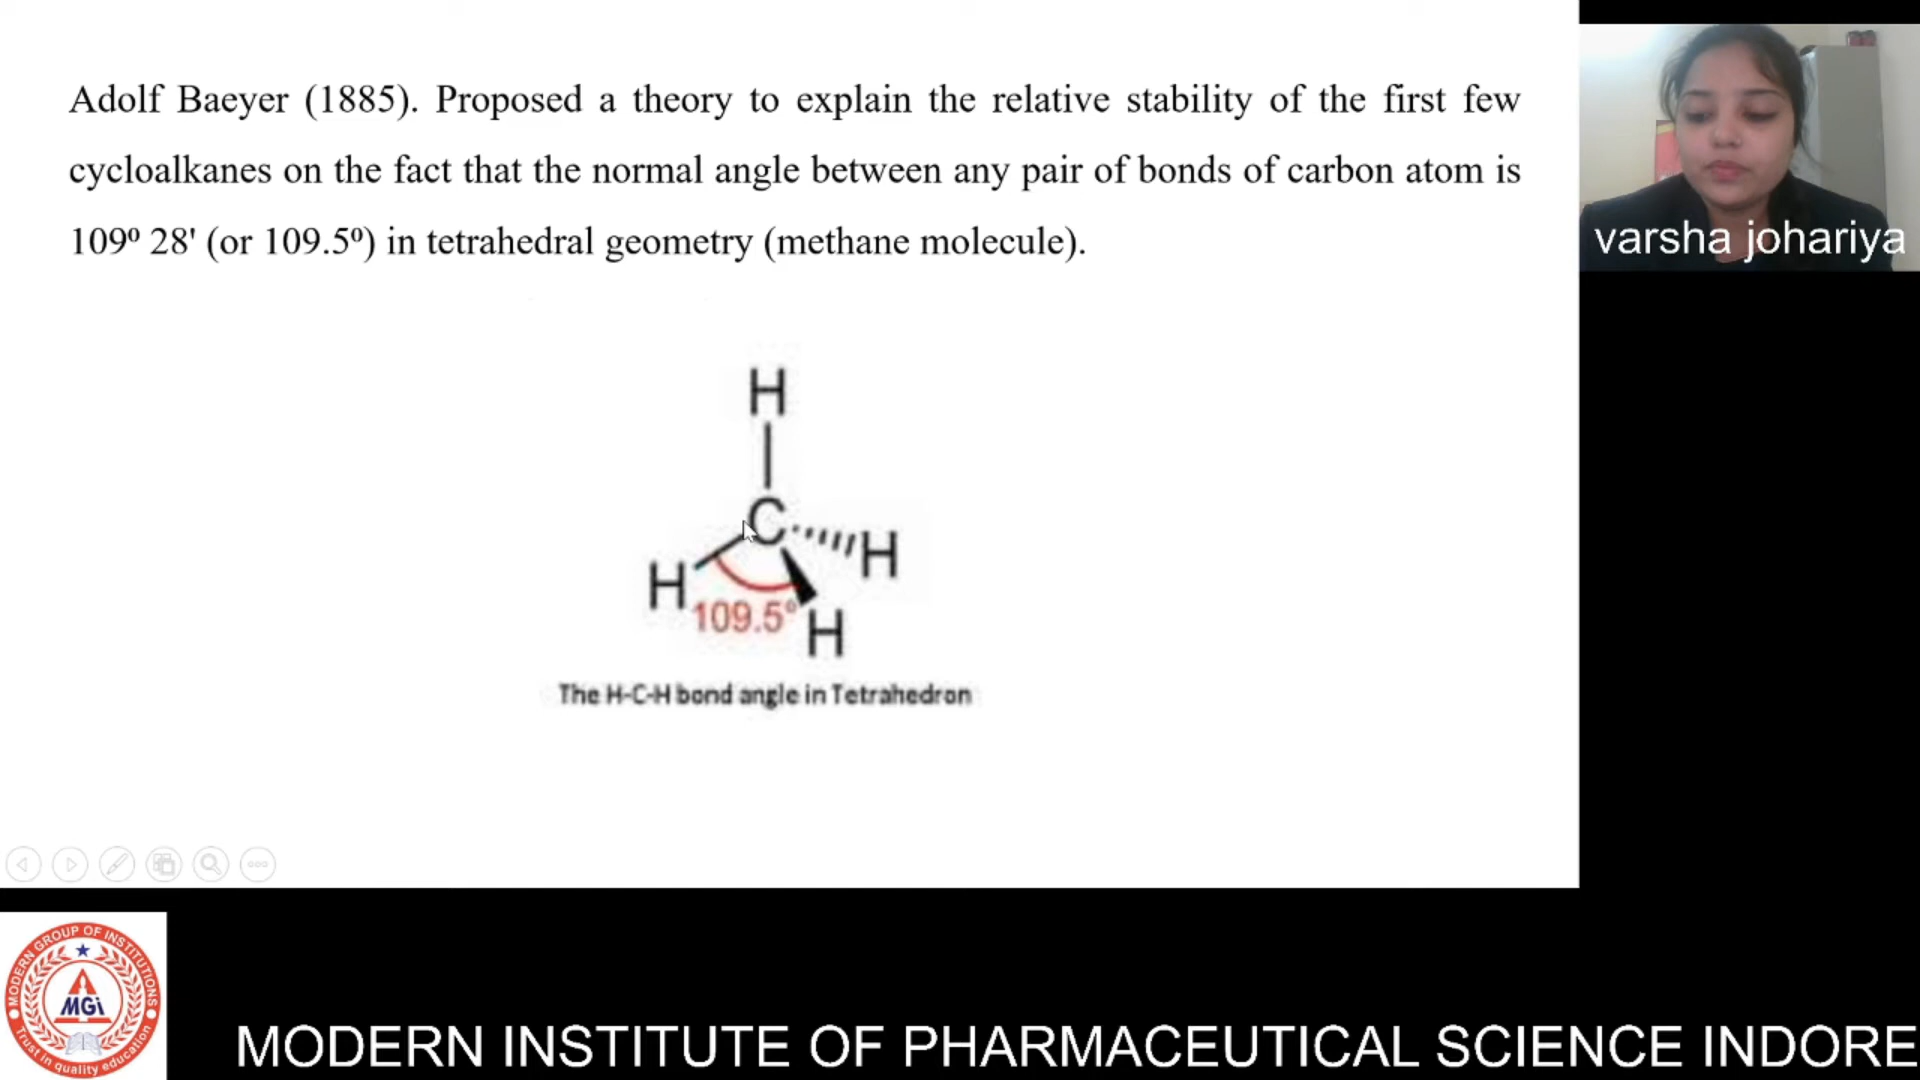 Adolf Baeyer (1885). Proposed a theory to explain the relative stability of the first few
cycloalkanes on the fact that the normal angle between any pair of bonds of carbon atom is
109º 28' (or 109.5º) in tetrahedral geometry (methane molecule).
varsha johariya
H
C
H
H
109.5°
H
The H-C-H bond angle in Tetrahedron
MODERN GROUP OF INSTITUTIONS
MGi
Trust in quality education
MODERN INSTITUTE OF PHARMACEUTICAL SCIENCE INDORE